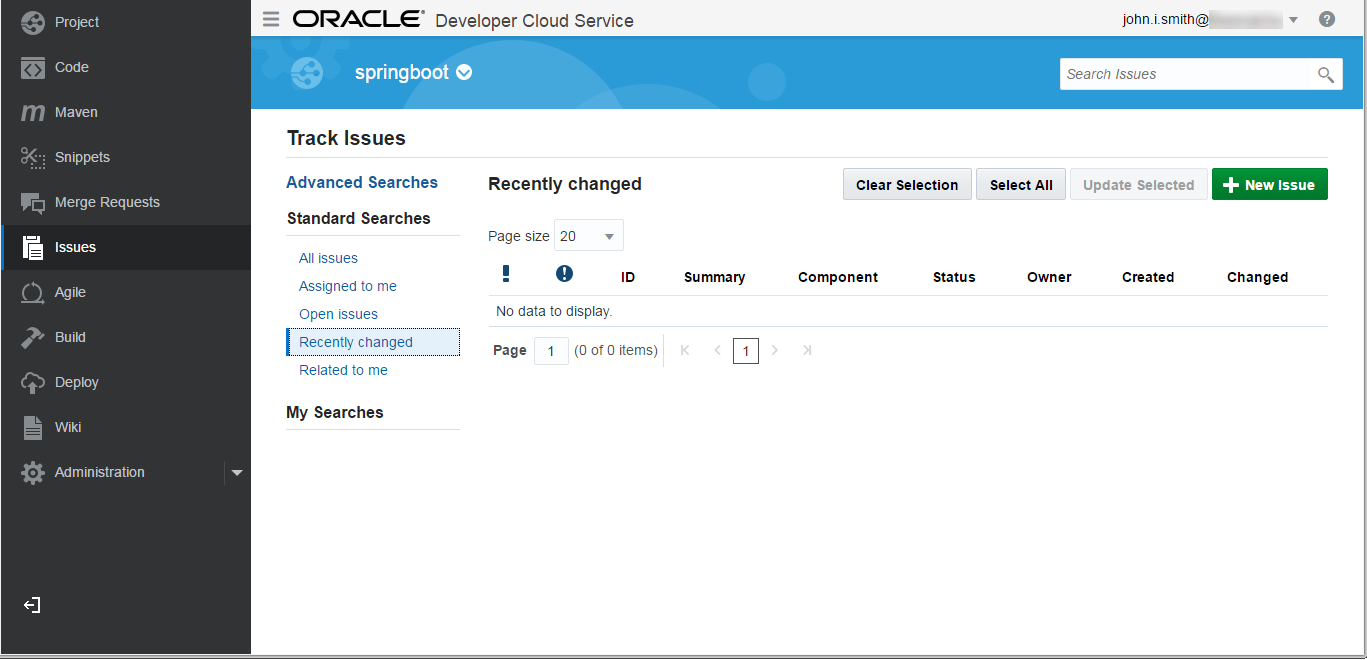 Project
Code
Maven
Snippets
Merge Requests
Issues
Agile
Build
Deploy
Wiki
Administration
ORACLE® Developer Cloud Service
john.i.smith@
?
springboot
Search Issues
Track Issues
Advanced Searches
Standard Searches
All issues
Assigned to me
Open issues
Recently changed
Related to me
My Searches
Recently changed
Clear Selection Select All Update Selected + New Issue
Page size 20
! ! ID Summary Component Status Owner Created Changed
No data to display.
Page 1 (0 of 0 items) 1